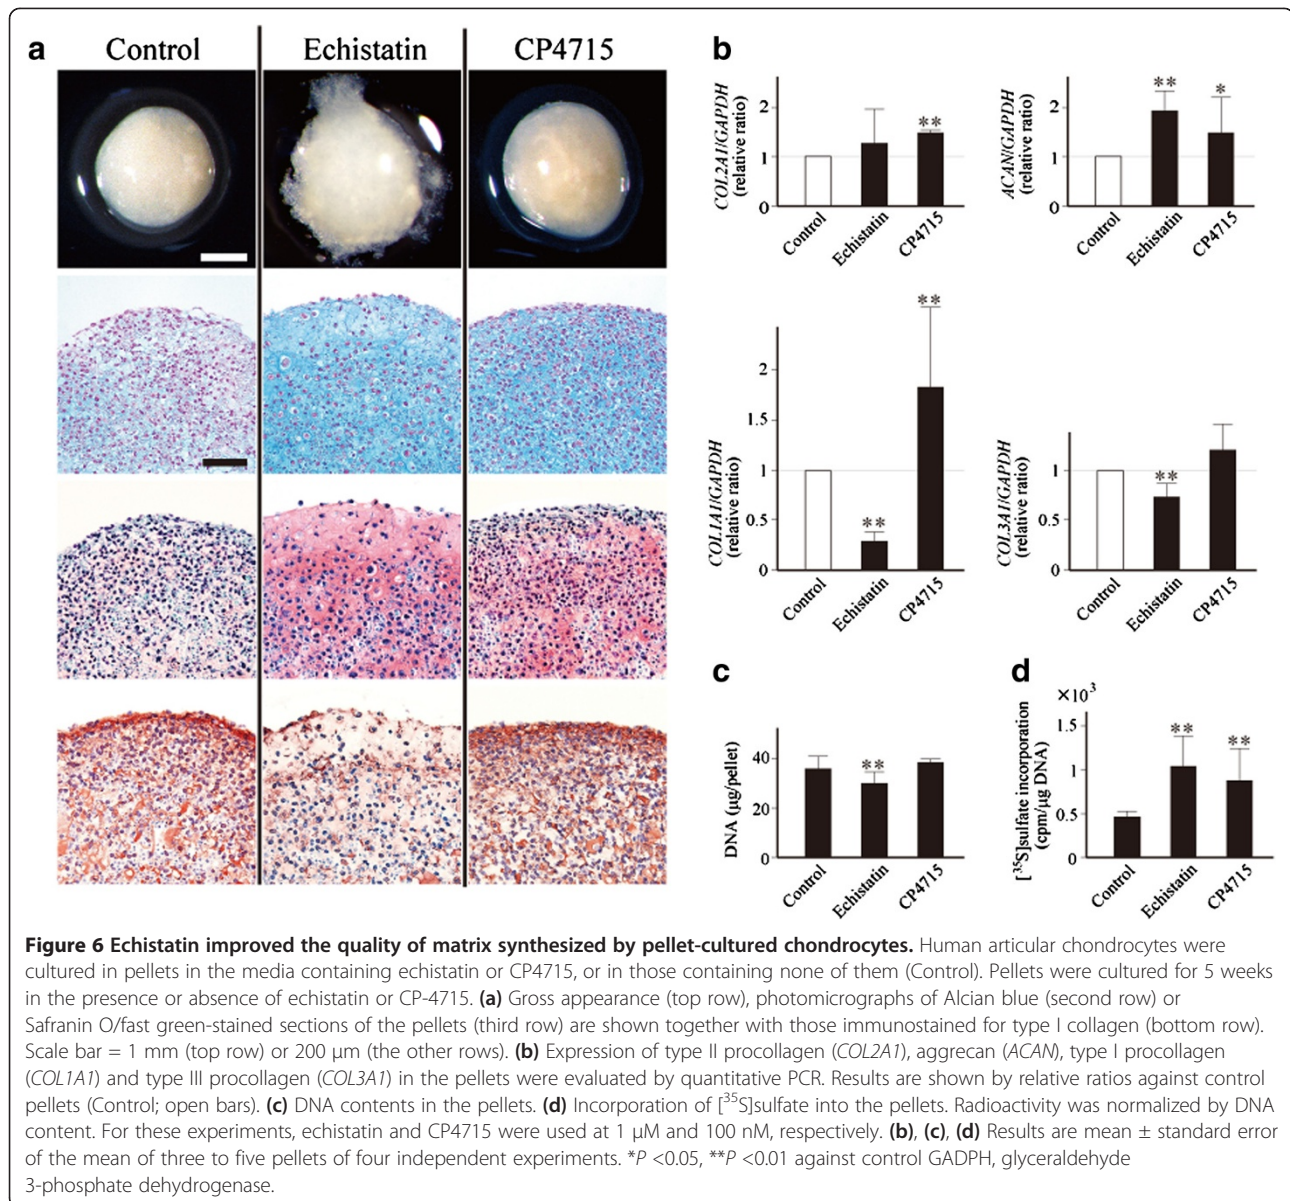 a
Control
Echistatin
CP4715
b
COL2A1/GAPDH
(relative ratio)
2
1
0
**
Control
Echistatin
CP4715
ACAN/GAPDH
(relative ratio)
2
1
0
**
*
Control
Echistatin
CP4715
COL1A1/GAPDH
(relative ratio)
2
1.5
1
0.5
0
**
**
Control
Echistatin
CP4715
COL3A1/GAPDH
(relative ratio)
1
0.5
0
**
Control
Echistatin
CP4715
c
DNA (μg/pellet)
40
20
0
**
Control
Echistatin
CP4715
d
×10³
[³⁵S]sulfate incorporation
(cpm/μg DNA)
1.5
1
0.5
0
**
**
Control
Echistatin
CP4715
Figure 6 Echistatin improved the quality of matrix synthesized by pellet-cultured chondrocytes. Human articular chondrocytes were
cultured in pellets in the media containing echistatin or CP4715, or in those containing none of them (Control). Pellets were cultured for 5 weeks
in the presence or absence of echistatin or CP-4715. (a) Gross appearance (top row), photomicrographs of Alcian blue (second row) or
Safranin O/fast green-stained sections of the pellets (third row) are shown together with those immunostained for type I collagen (bottom row).
Scale bar = 1 mm (top row) or 200 μm (the other rows). (b) Expression of type II procollagen (COL2A1), aggrecan (ACAN), type I procollagen
(COL1A1) and type III procollagen (COL3A1) in the pellets were evaluated by quantitative PCR. Results are shown by relative ratios against control
pellets (Control; open bars). (c) DNA contents in the pellets. (d) Incorporation of [³⁵S]sulfate into the pellets. Radioactivity was normalized by DNA
content. For these experiments, echistatin and CP4715 were used at 1 μM and 100 nM, respectively. (b), (c), (d) Results are mean ± standard error
of the mean of three to five pellets of four independent experiments. *P <0.05, **P <0.01 against control GADPH, glyceraldehyde
3-phosphate dehydrogenase.